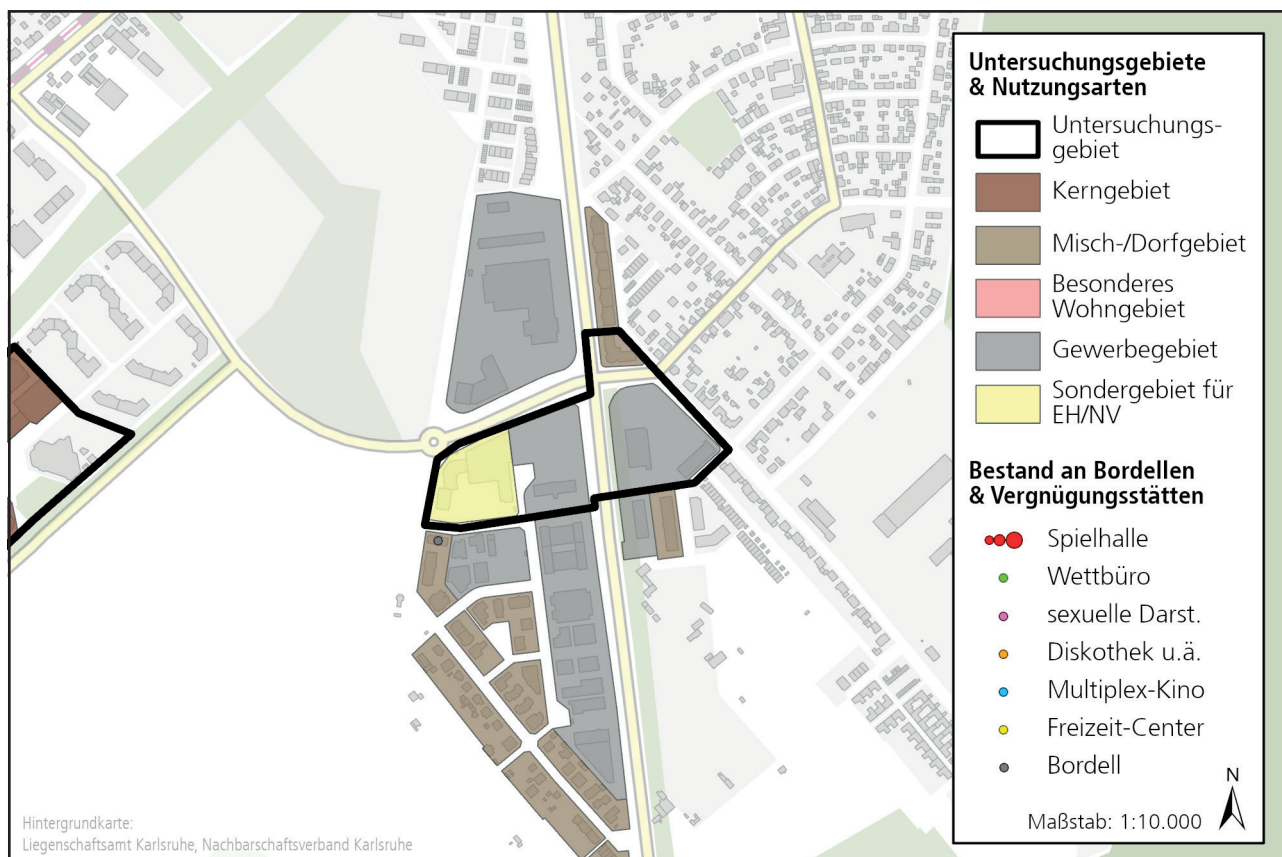 Untersuchungsgebiete
& Nutzungsarten
Untersuchungs-
gebiet
Kerngebiet
Misch-/Dorfgebiet
Besonderes
Wohngebiet
Gewerbegebiet
Sondergebiet für
EH/NV
Bestand an Bordellen
& Vergnügungsstätten
Spielhalle
Wettbüro
sexuelle Darst.
Diskothek u.ä.
Multiplex-Kino
Freizeit-Center
Bordell
N
Maßstab: 1:10.000
Hintergrundkarte:
Liegenschaftsamt Karlsruhe, Nachbarschaftsverband Karlsruhe